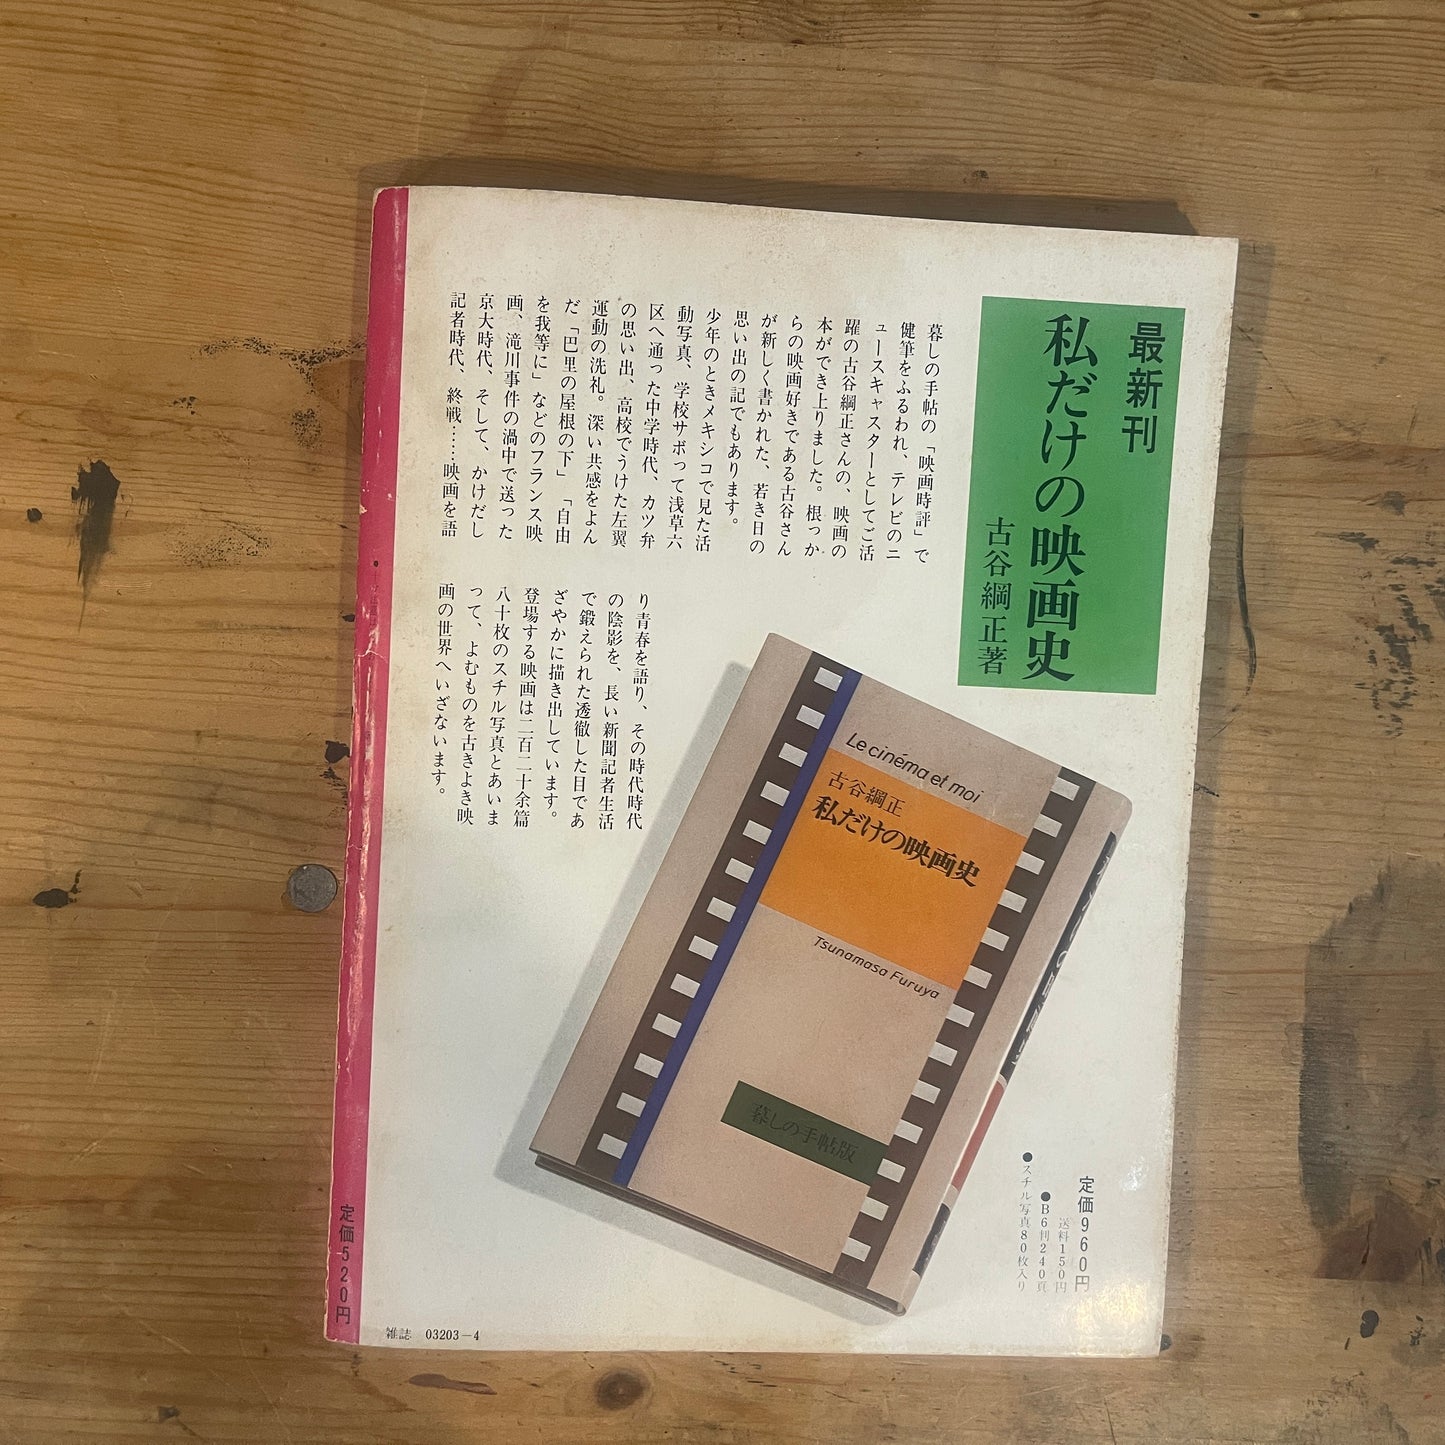 最新刊
私だけの映画史
古谷綱正著
暮しの手帖の「映画時評」で
健筆をふるわれ、テレビのニ
ュースキャスターとしてご活
躍の古谷綱正さんの、映画の
本ができ上りました。根っか
らの映画好きである古谷さん
が新しく書かれた、若き日の
思い出の記でもあります。
少年のときメキシコで見た活
動写真、学校サボって浅草六
区へ通った中学時代、カツ弁
の思い出、高校でうけた左翼
運動の洗礼。深い共感をよん
だ「巴里の屋根の下」「自由
を我等に」などのフランス映
画、滝川事件の渦中で送った
京大時代、そして、かけだし
記者時代、終戦……映画を語
り青春を語り、その時代時代
の陰影を、長い新聞記者生活
で鍛えられた透徹した目であ
ざやかに描き出しています。
登場する映画は二百二十余篇
八十枚のスチル写真とあいま
って、よむものを古きよき映
画の世界へいざないます。
Le cinéma et moi
古谷綱正
私だけの映画史
Tsunamasa Furuya
暮しの手帖版
定価960円
送料150円
●B6判240頁
●スチル写真80枚入り
定価520円
雑誌 03203-4